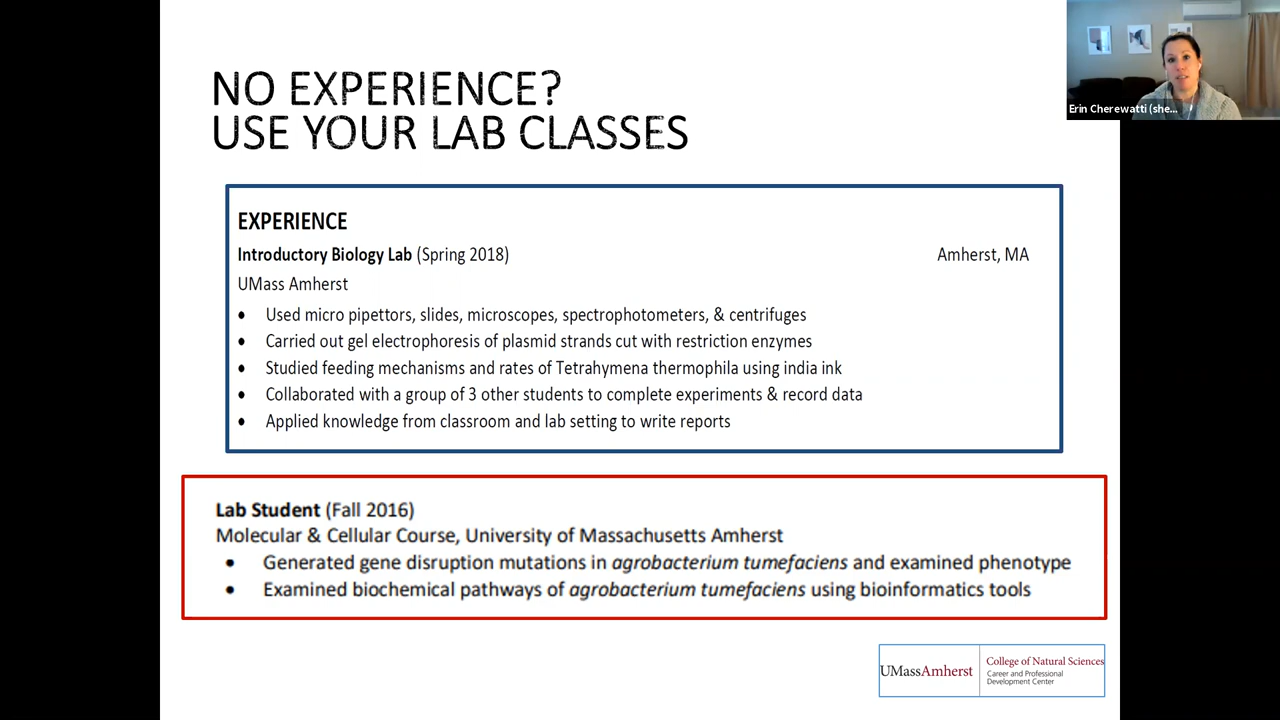 NO EXPERIENCE?
USE YOUR LAB CLASSES
Erin Cherewatti (she...
EXPERIENCE
Introductory Biology Lab (Spring 2018) Amherst, MA
UMass Amherst
• Used micro pipettors, slides, microscopes, spectrophotometers, & centrifuges
• Carried out gel electrophoresis of plasmid strands cut with restriction enzymes
• Studied feeding mechanisms and rates of Tetrahymena thermophila using india ink
• Collaborated with a group of 3 other students to complete experiments & record data
• Applied knowledge from classroom and lab setting to write reports
Lab Student (Fall 2016)
Molecular & Cellular Course, University of Massachusetts Amherst
• Generated gene disruption mutations in agrobacterium tumefaciens and examined phenotype
• Examined biochemical pathways of agrobacterium tumefaciens using bioinformatics tools
UMassAmherst
College of Natural Sciences
Career and Professional
Development Center